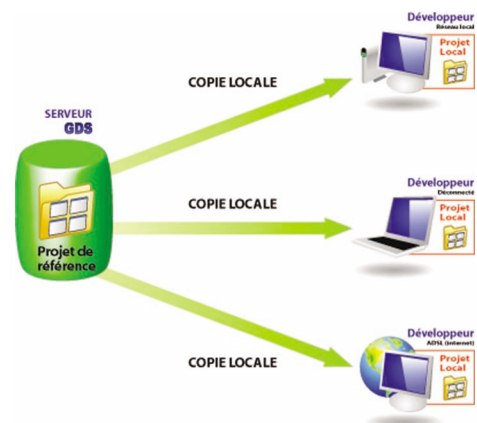 Développeur
Réseau local
Projet
Local
COPIE LOCALE
SERVEUR
GDS
Projet de
référence
Développeur
Déconnecté
Projet
Local
COPIE LOCALE
Développeur
ADSL (Internet)
Projet
Local
COPIE LOCALE